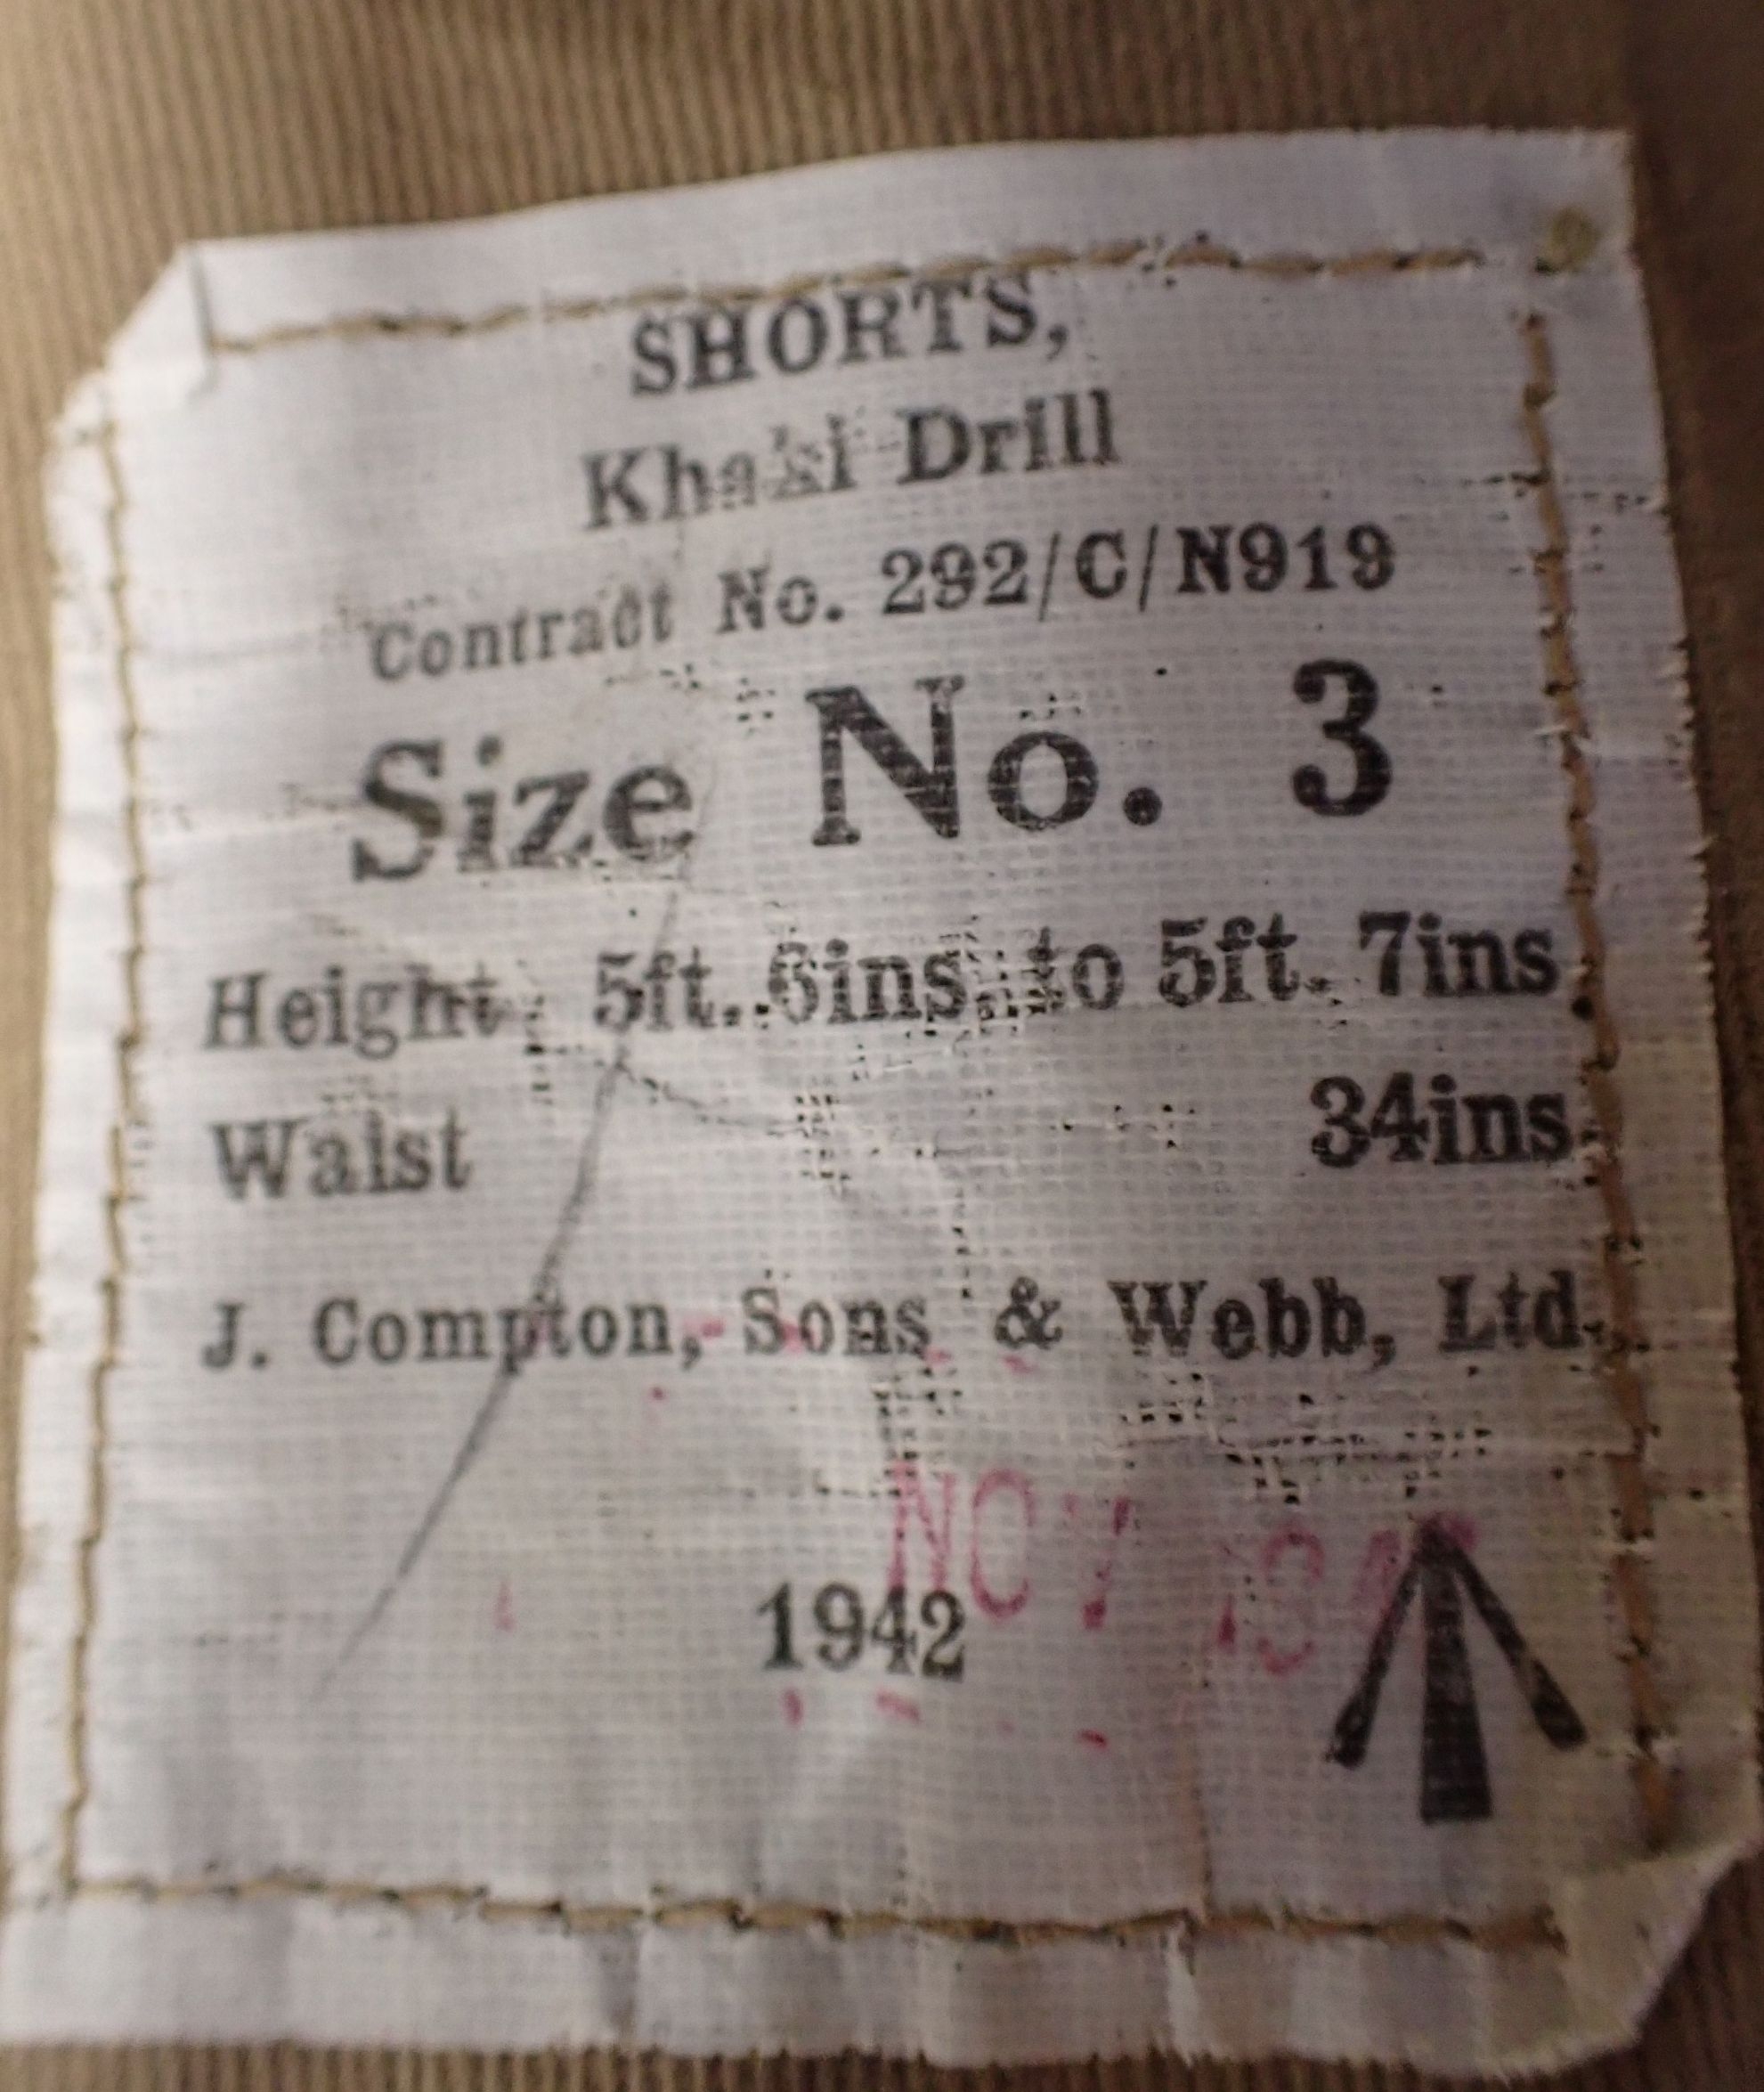 SHORTS,
Khaki Drill
Contract No. 292/C/N919
Size No. 3
Height 5ft. 6ins. to 5ft. 7ins.
Waist 34ins.
J. Compton, Sons & Webb, Ltd.
NOV
1942